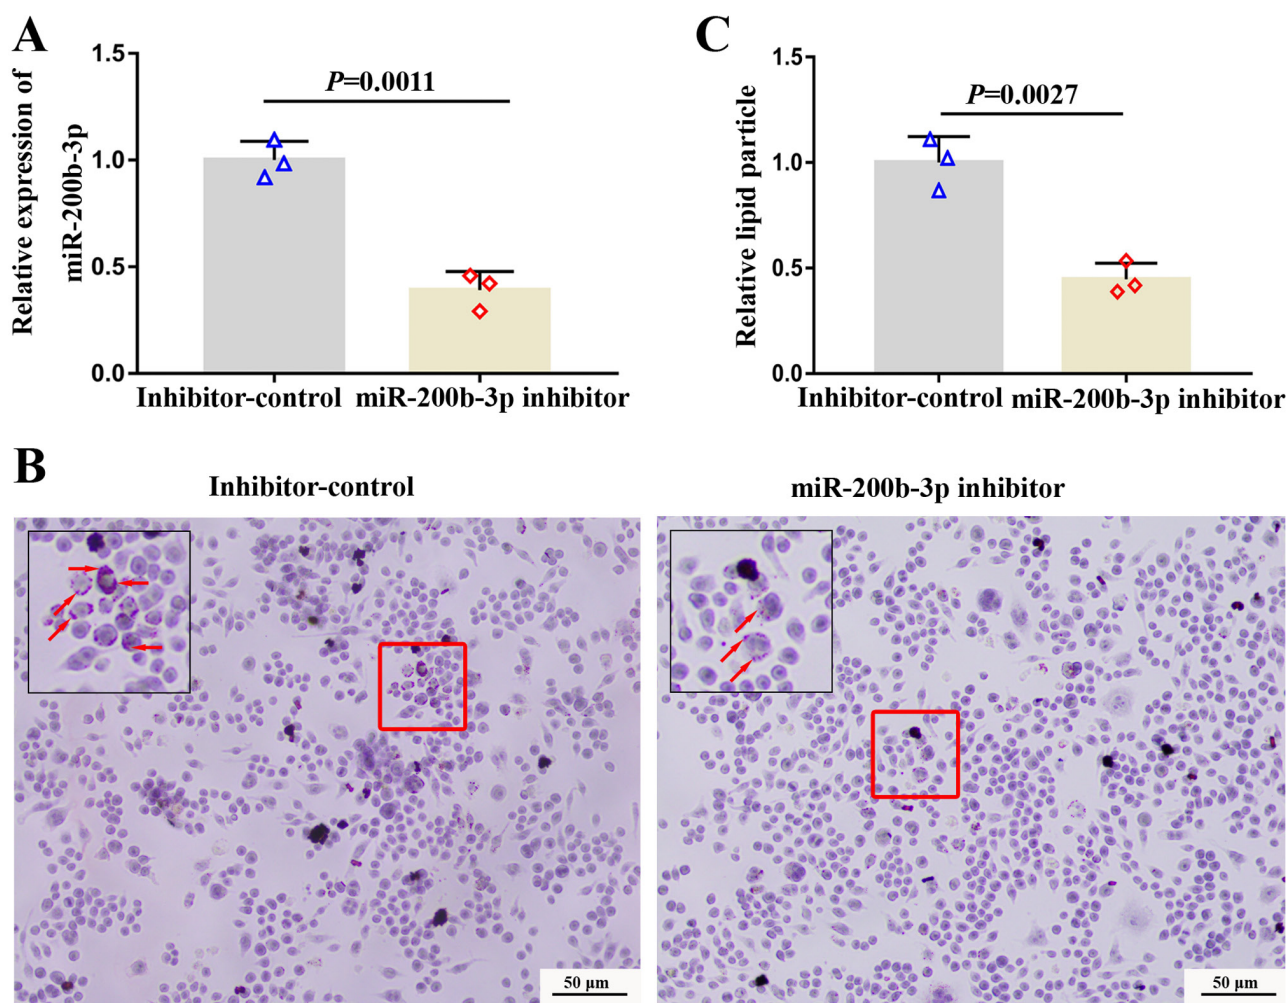 A
Relative expression of
miR-200b-3p
1.5
1.0
0.5
0.0
P=0.0011
Inhibitor-control miR-200b-3p inhibitor
C
Relative lipid particle
1.5
1.0
0.5
0.0
P=0.0027
Inhibitor-control miR-200b-3p inhibitor
B
Inhibitor-control
miR-200b-3p inhibitor
50 μm
50 μm